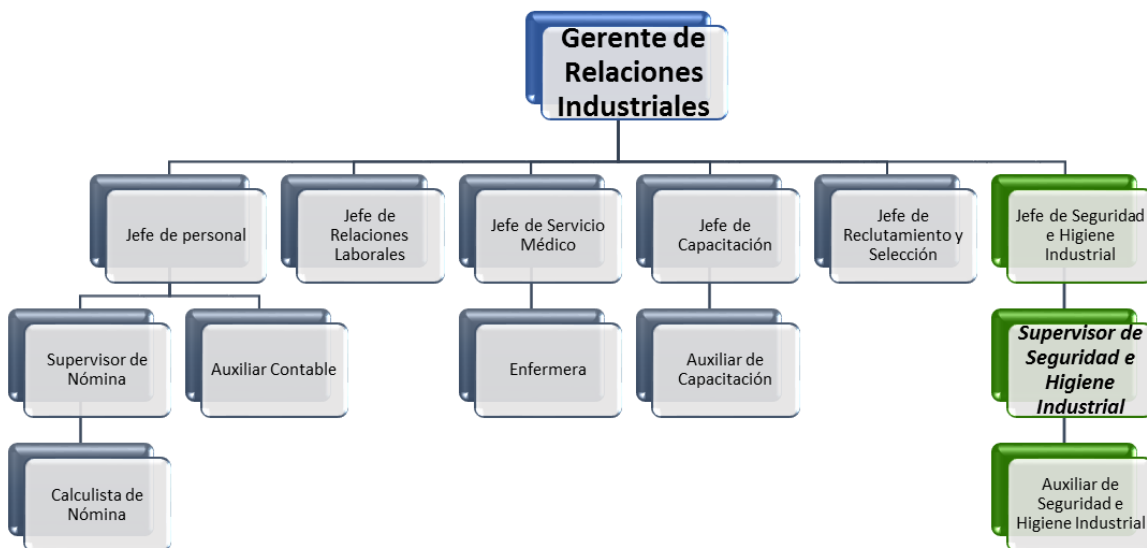 Gerente de
Relaciones
Industriales
Jefe de personal
Jefe de
Relaciones
Laborales
Jefe de Servicio
Médico
Jefe de
Capacitación
Jefe de
Reclutamiento y
Selección
Jefe de Seguridad
e Higiene
Industrial
Supervisor de
Nómina
Auxiliar Contable
Enfermera
Auxiliar de
Capacitación
Supervisor de
Seguridad e
Higiene
Industrial
Calculista de
Nómina
Auxiliar de
Seguridad e
Higiene Industrial